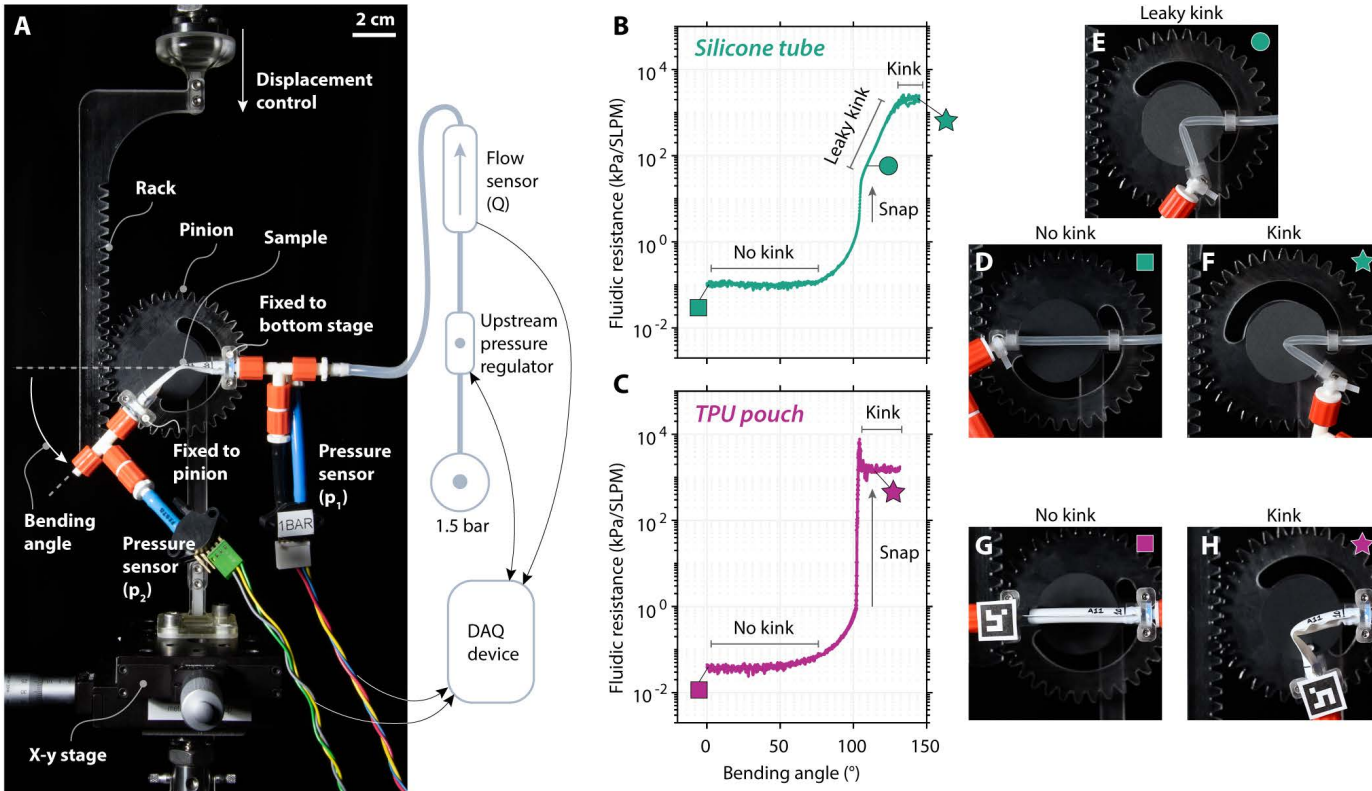 A
2 cm
Displacement
control
Rack
Pinion
Sample
Fixed to
bottom stage
Fixed to
pinion
Bending
angle
Pressure
sensor
(p1)
Pressure
sensor
(p2)
1BAR
X-y stage
Flow
sensor
(Q)
Upstream
pressure
regulator
1.5 bar
DAQ
device
B
Silicone tube
Fluidic resistance (kPa/SLPM)
10^4
10^2
10^0
10^-2
No kink
Leaky kink
Kink
Snap
C
TPU pouch
Fluidic resistance (kPa/SLPM)
10^4
10^2
10^0
10^-2
No kink
Kink
Snap
0
50
100
150
Bending angle (°)
Leaky kink
E
No kink
D
Kink
F
No kink
G
A11
Kink
H
A11